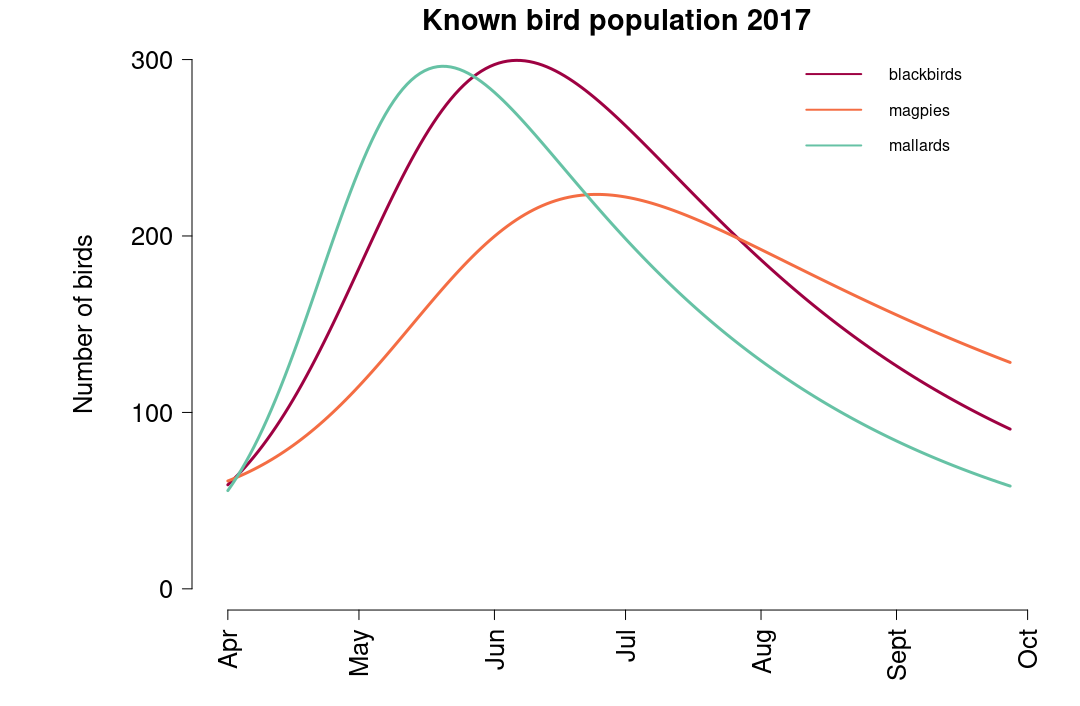 Known bird population 2017
300
200
100
0
Number of birds
blackbirds
magpies
mallards
Apr
May
Jun
Jul
Aug
Sept
Oct